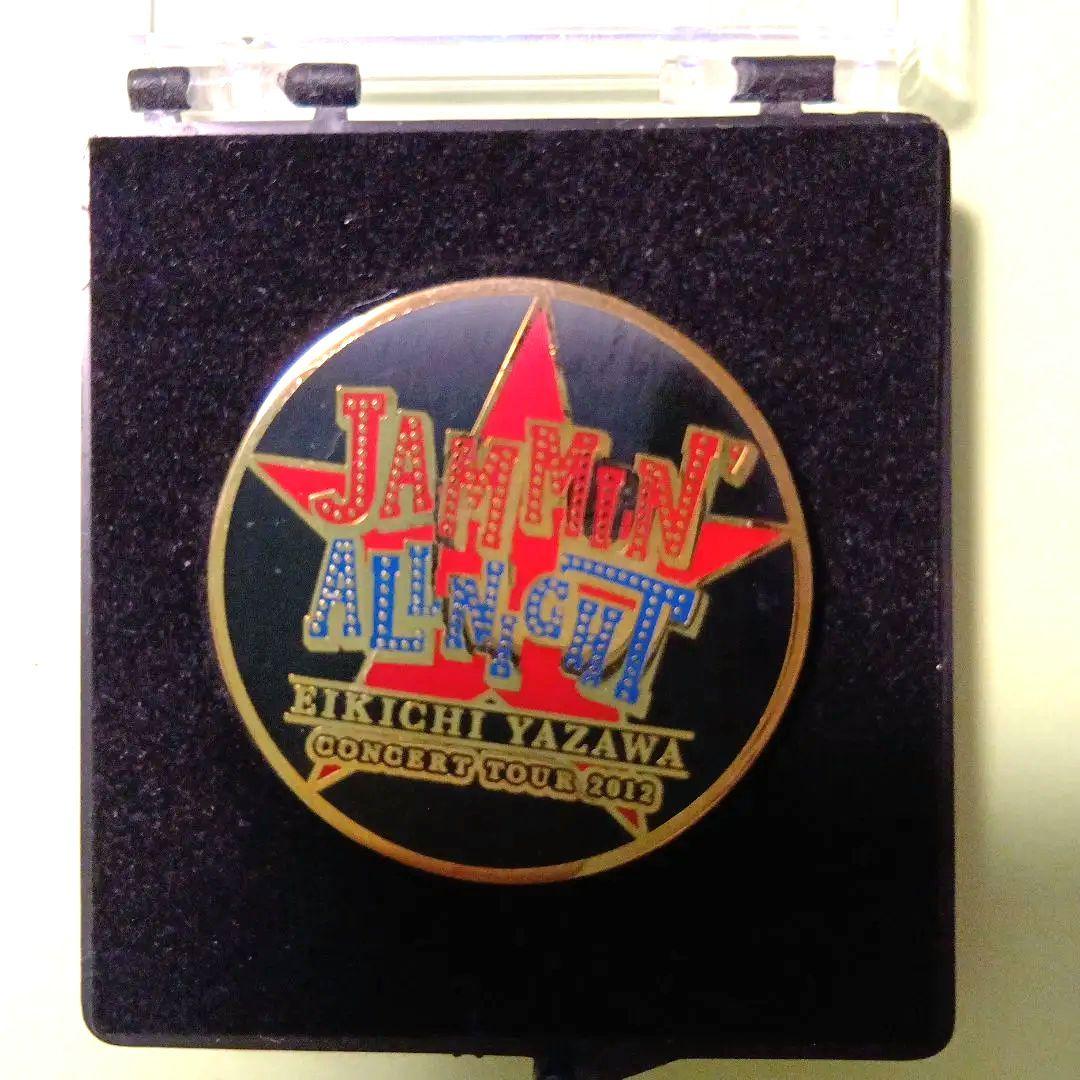 JAMMIN'
ALL NIGHT
EIKICHI YAZAWA
CONCERT TOUR 2012